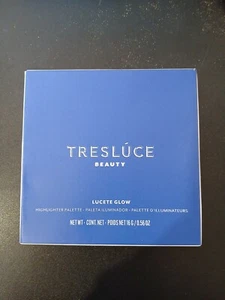 TRESLÚCE
BEAUTY
LUCETE GLOW
HIGHLIGHTER PALETTE · PALETA ILUMINADOR · PALETTE D'ILLUMINATEURS
NET WT · CONT. NET · POIDS NET 16 G / 0.56 OZ